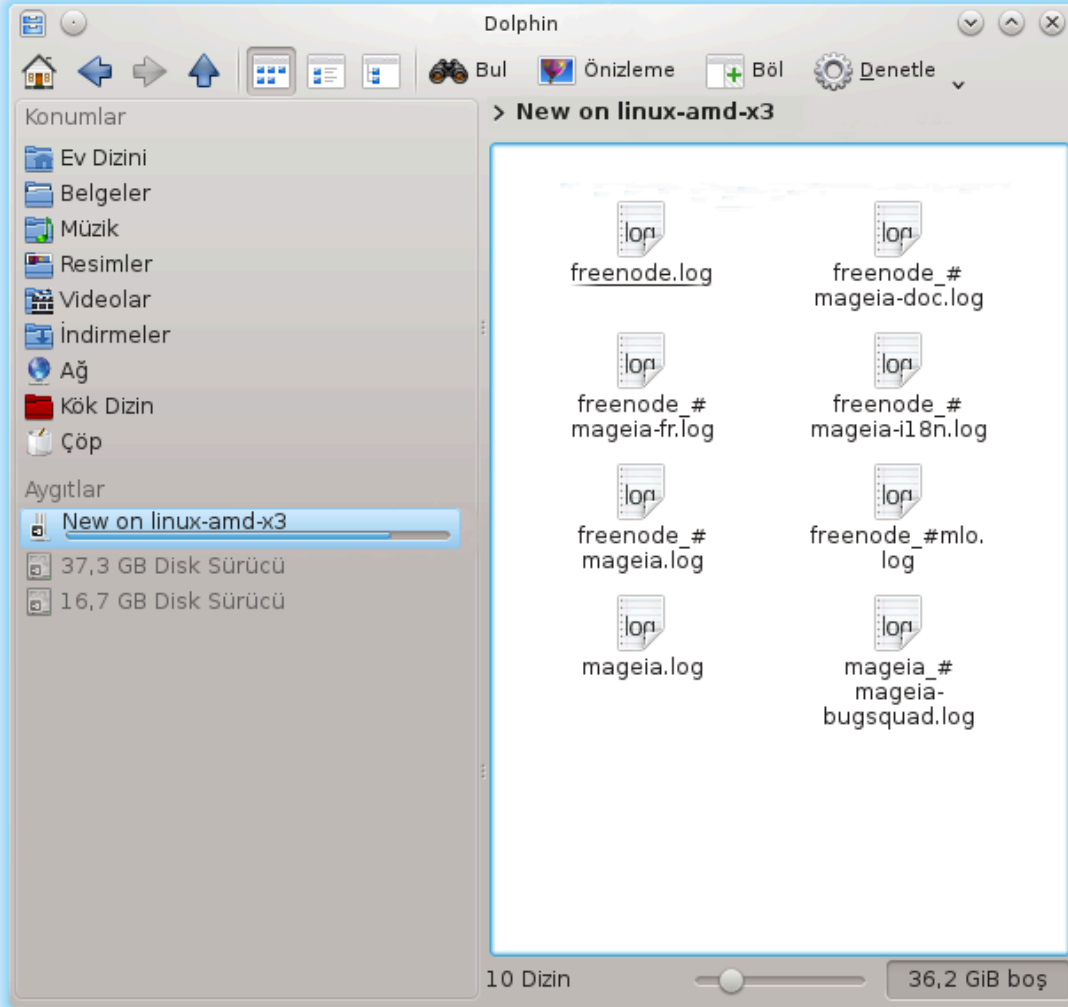 Dolphin
Bul Önizleme Böl Denetle
Konumlar
Ev Dizini
Belgeler
Müzik
Resimler
Videolar
İndirmeler
Ağ
Kök Dizin
Çöp
Aygıtlar
New on linux-amd-x3
37,3 GB Disk Sürücü
16,7 GB Disk Sürücü
> New on linux-amd-x3
log
log
freenode.log
freenode_#
mageia-doc.log
log
log
freenode_#
mageia-fr.log
freenode_#
mageia-i18n.log
log
log
freenode_#
mageia.log
freenode_#mlo.
log
log
log
mageia.log
mageia_#
mageia-
bugsquad.log
10 Dizin
36,2 GiB boş